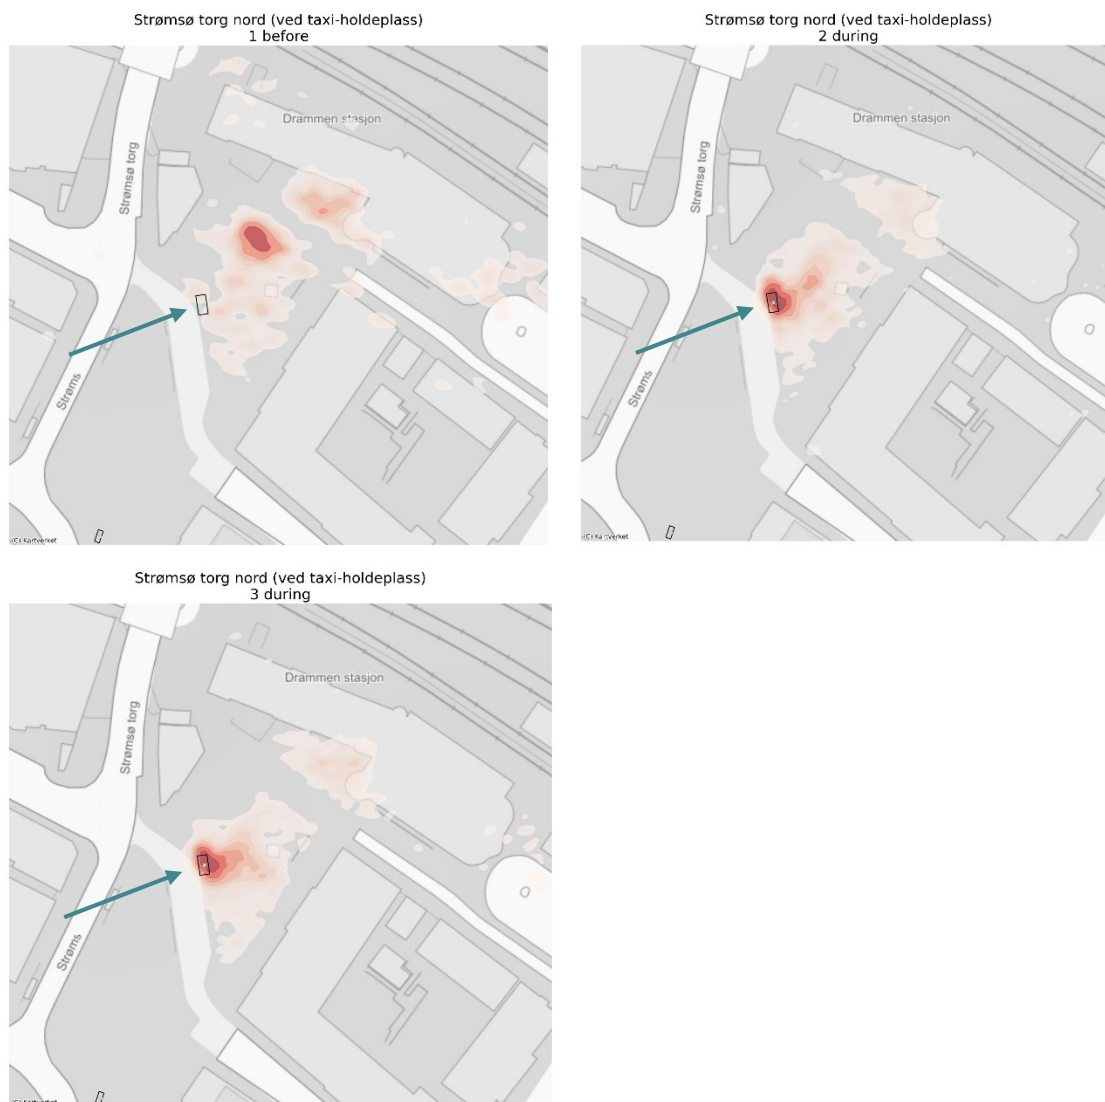 Strømsø torg nord (ved taxi-holdeplass)
1 before
Drammen stasjon
Strømsø torg
Strøms
(C) Kartverket
Strømsø torg nord (ved taxi-holdeplass)
2 during
Drammen stasjon
Strømsø torg
Strøms
(C) Kartverket
Strømsø torg nord (ved taxi-holdeplass)
3 during
Drammen stasjon
Strømsø torg
Strøms
(C) Kartverket